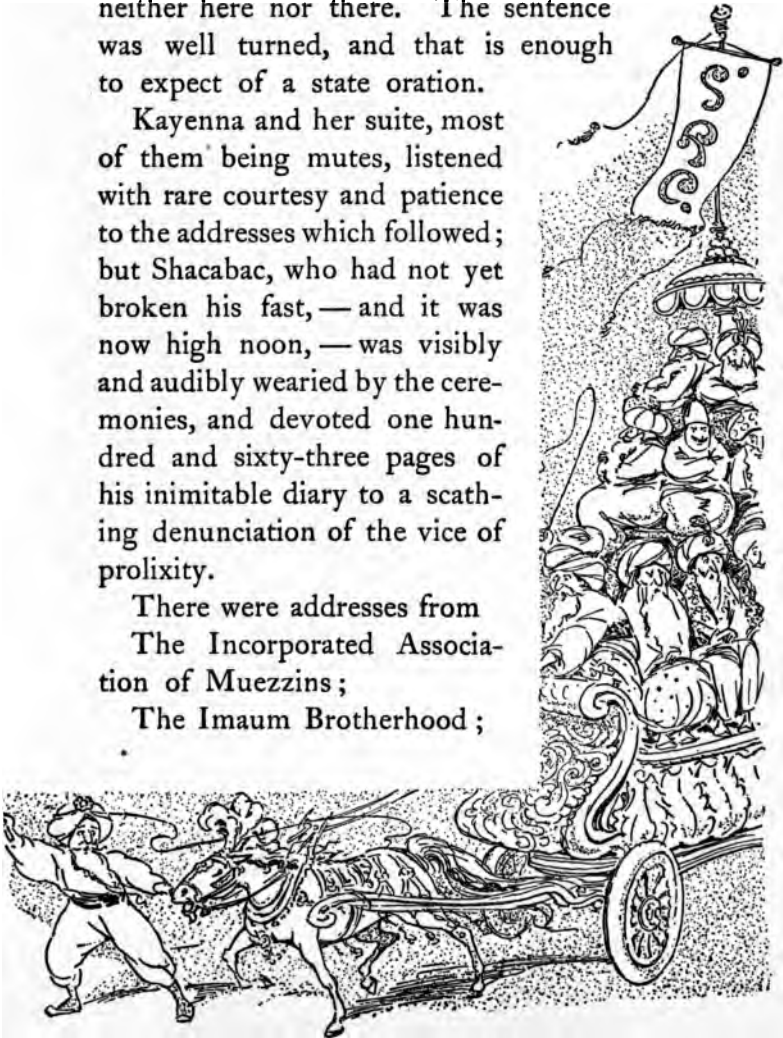 neither here nor there. The sentence
was well turned, and that is enough
to expect of a state oration.
Kayenna and her suite, most
of them being mutes, listened
with rare courtesy and patience
to the addresses which followed;
but Shacabac, who had not yet
broken his fast, — and it was
now high noon, — was visibly
and audibly wearied by the cere-
monies, and devoted one hun-
dred and sixty-three pages of
his inimitable diary to a scath-
ing denunciation of the vice of
prolixity.
There were addresses from
The Incorporated Associa-
tion of Muezzins;
The Imaum Brotherhood;
S.
R.
C.